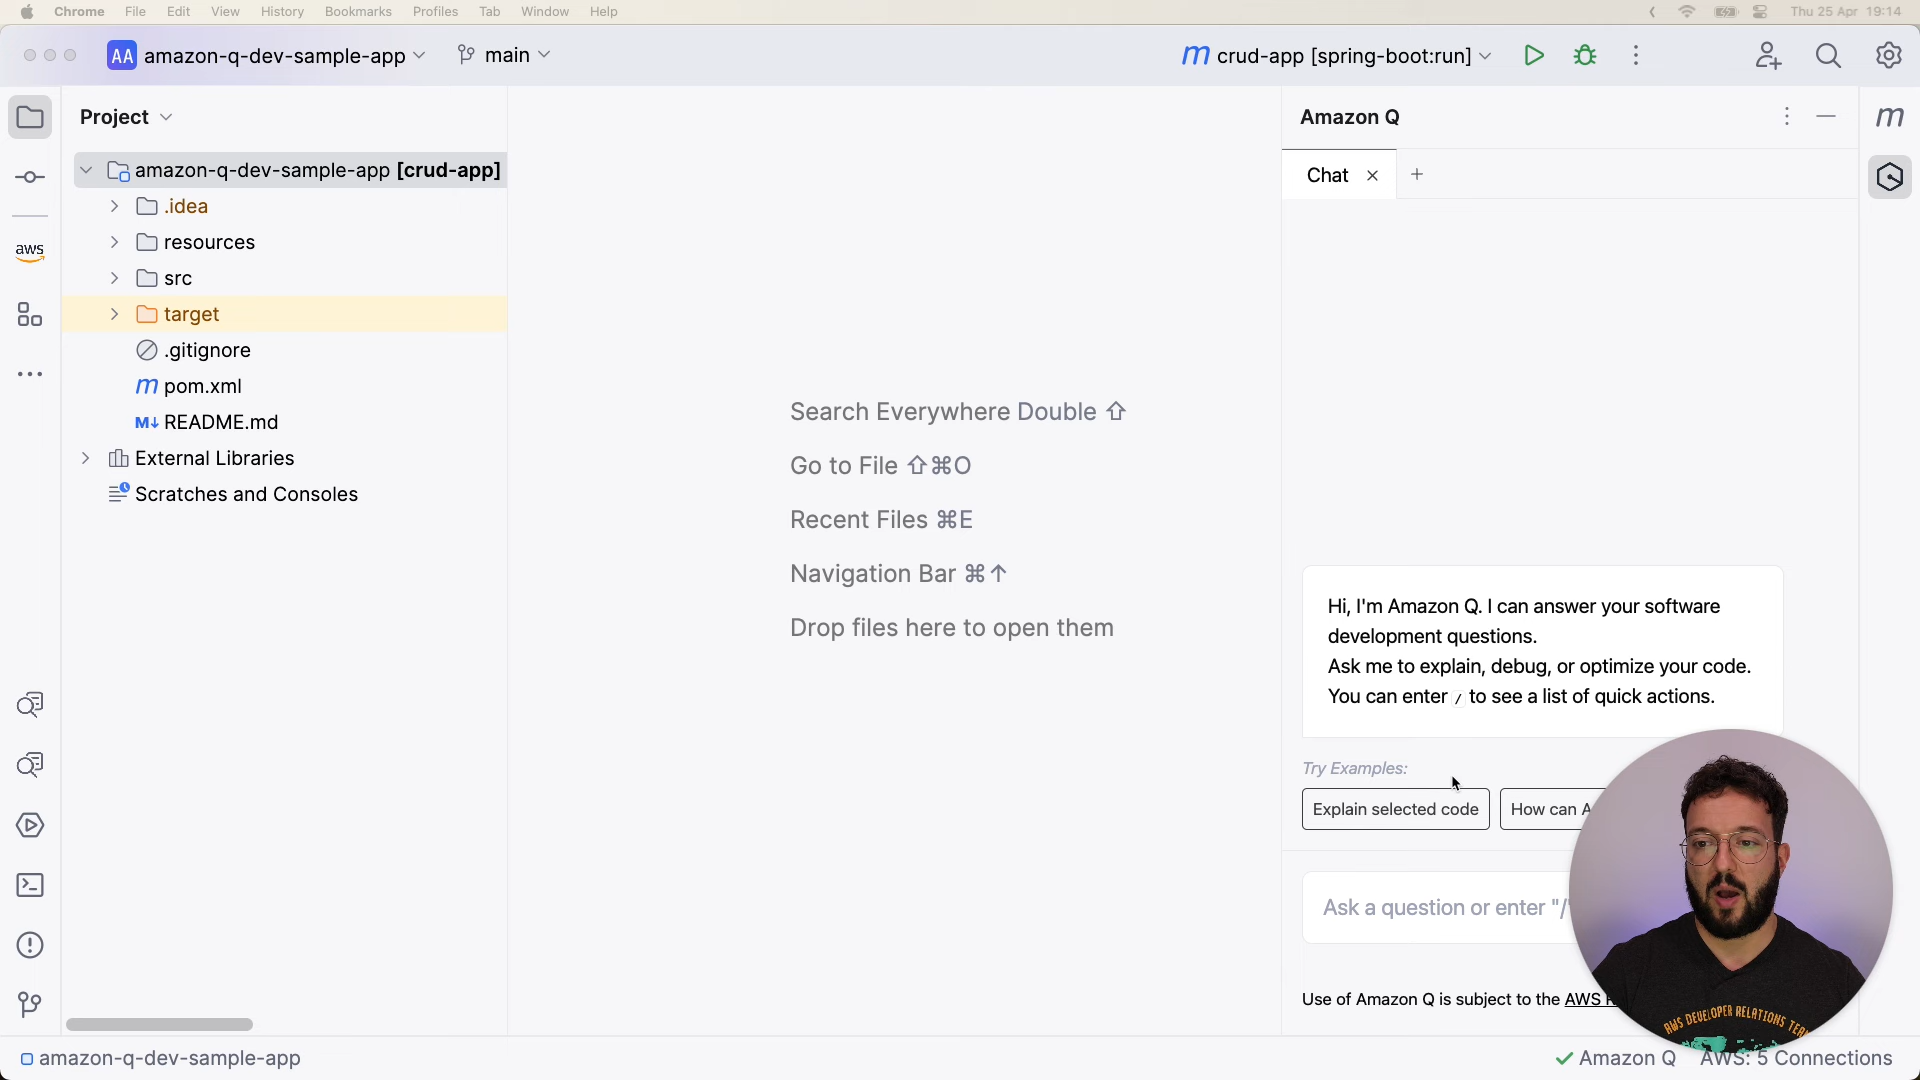 Chrome File Edit View History Bookmarks Profiles Tab Window Help Thu 25 Apr 19:14
AA amazon-q-dev-sample-app main crud-app [spring-boot:run]
Project
amazon-q-dev-sample-app [crud-app]
.idea
resources
src
target
.gitignore
pom.xml
README.md
External Libraries
Scratches and Consoles
aws
Search Everywhere Double ⇧
Go to File ⇧⌘O
Recent Files ⌘E
Navigation Bar ⌘↑
Drop files here to open them
Amazon Q
Chat
Hi, I'm Amazon Q. I can answer your software
development questions.
Ask me to explain, debug, or optimize your code.
You can enter / to see a list of quick actions.
Try Examples:
Explain selected code How can
Ask a question or enter "/
Use of Amazon Q is subject to the AWS
AWS DEVELOPER RELATIONS
amazon-q-dev-sample-app
Amazon Q AWS: 5 Connections